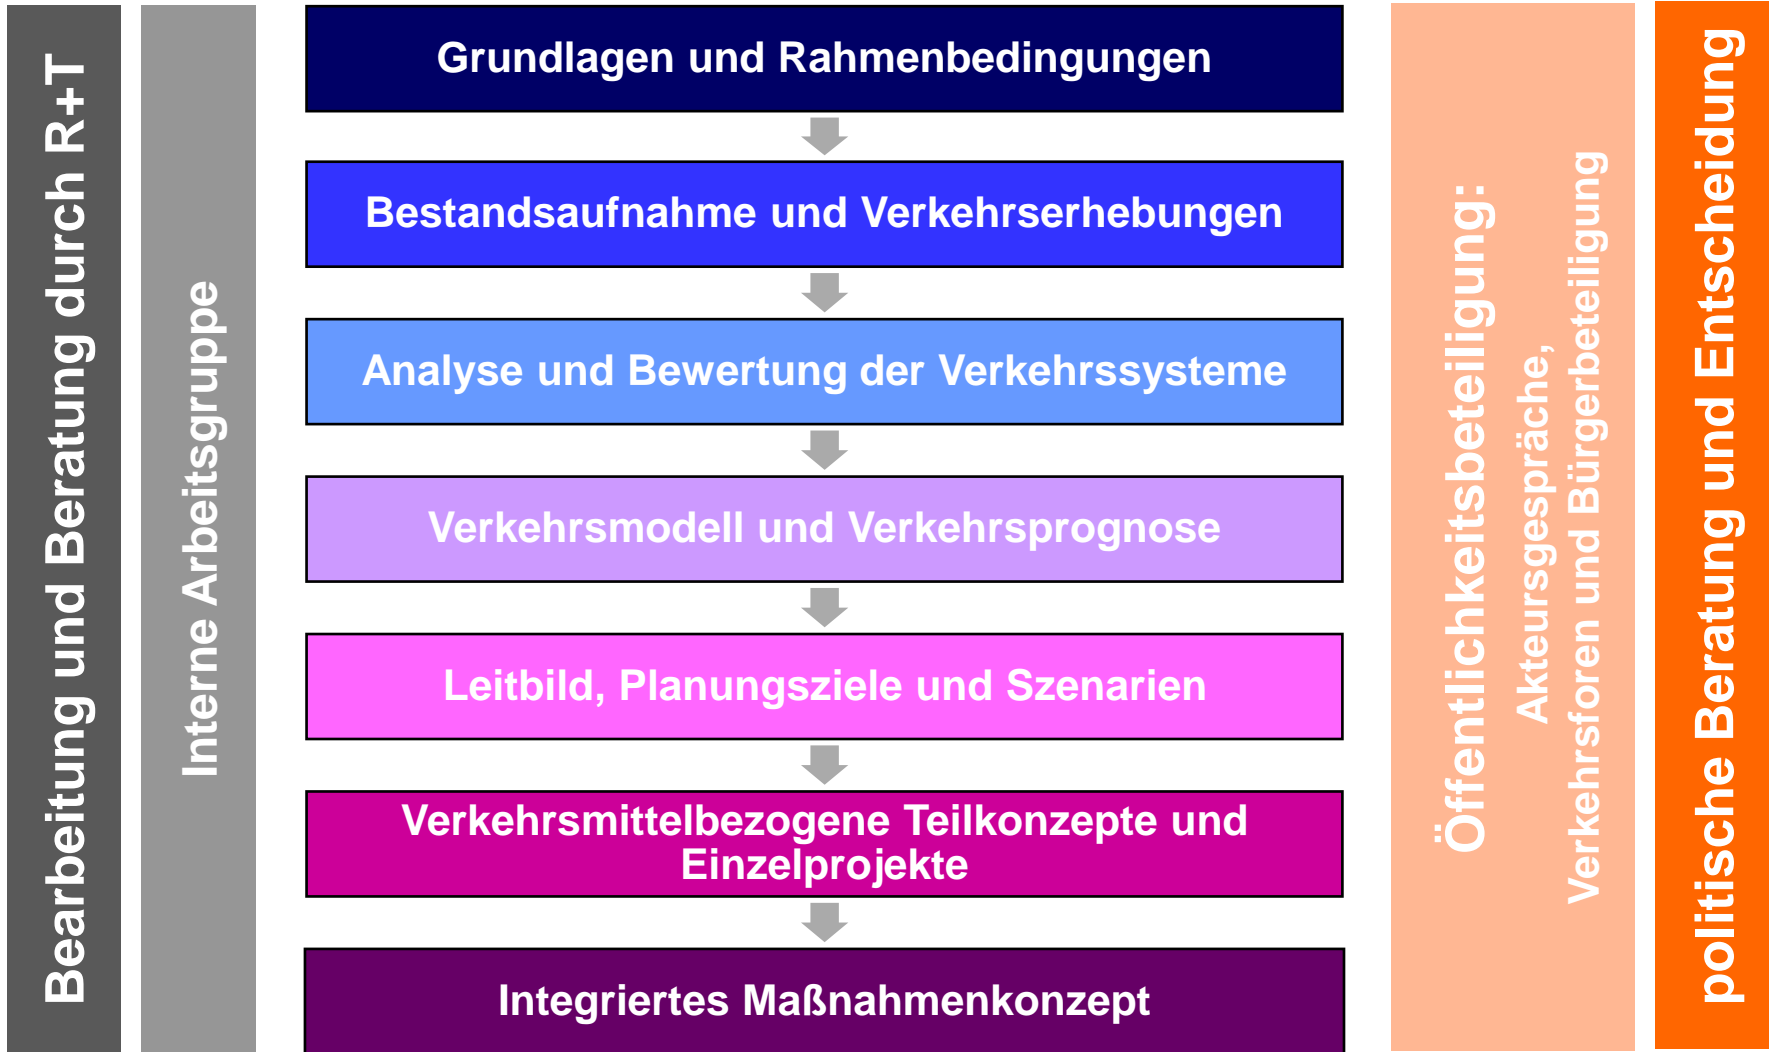 Bearbeitung und Beratung durch R+T
Interne Arbeitsgruppe
Grundlagen und Rahmenbedingungen
Bestandsaufnahme und Verkehrserhebungen
Analyse und Bewertung der Verkehrssysteme
Verkehrsmodell und Verkehrsprognose
Leitbild, Planungsziele und Szenarien
Verkehrsmittelbezogene Teilkonzepte und
Einzelprojekte
Integriertes Maßnahmenkonzept
Öffentlichkeitsbeteiligung:
Akteursgespräche,
Verkehrsforen und Bürgerbeteiligung
politische Beratung und Entscheidung